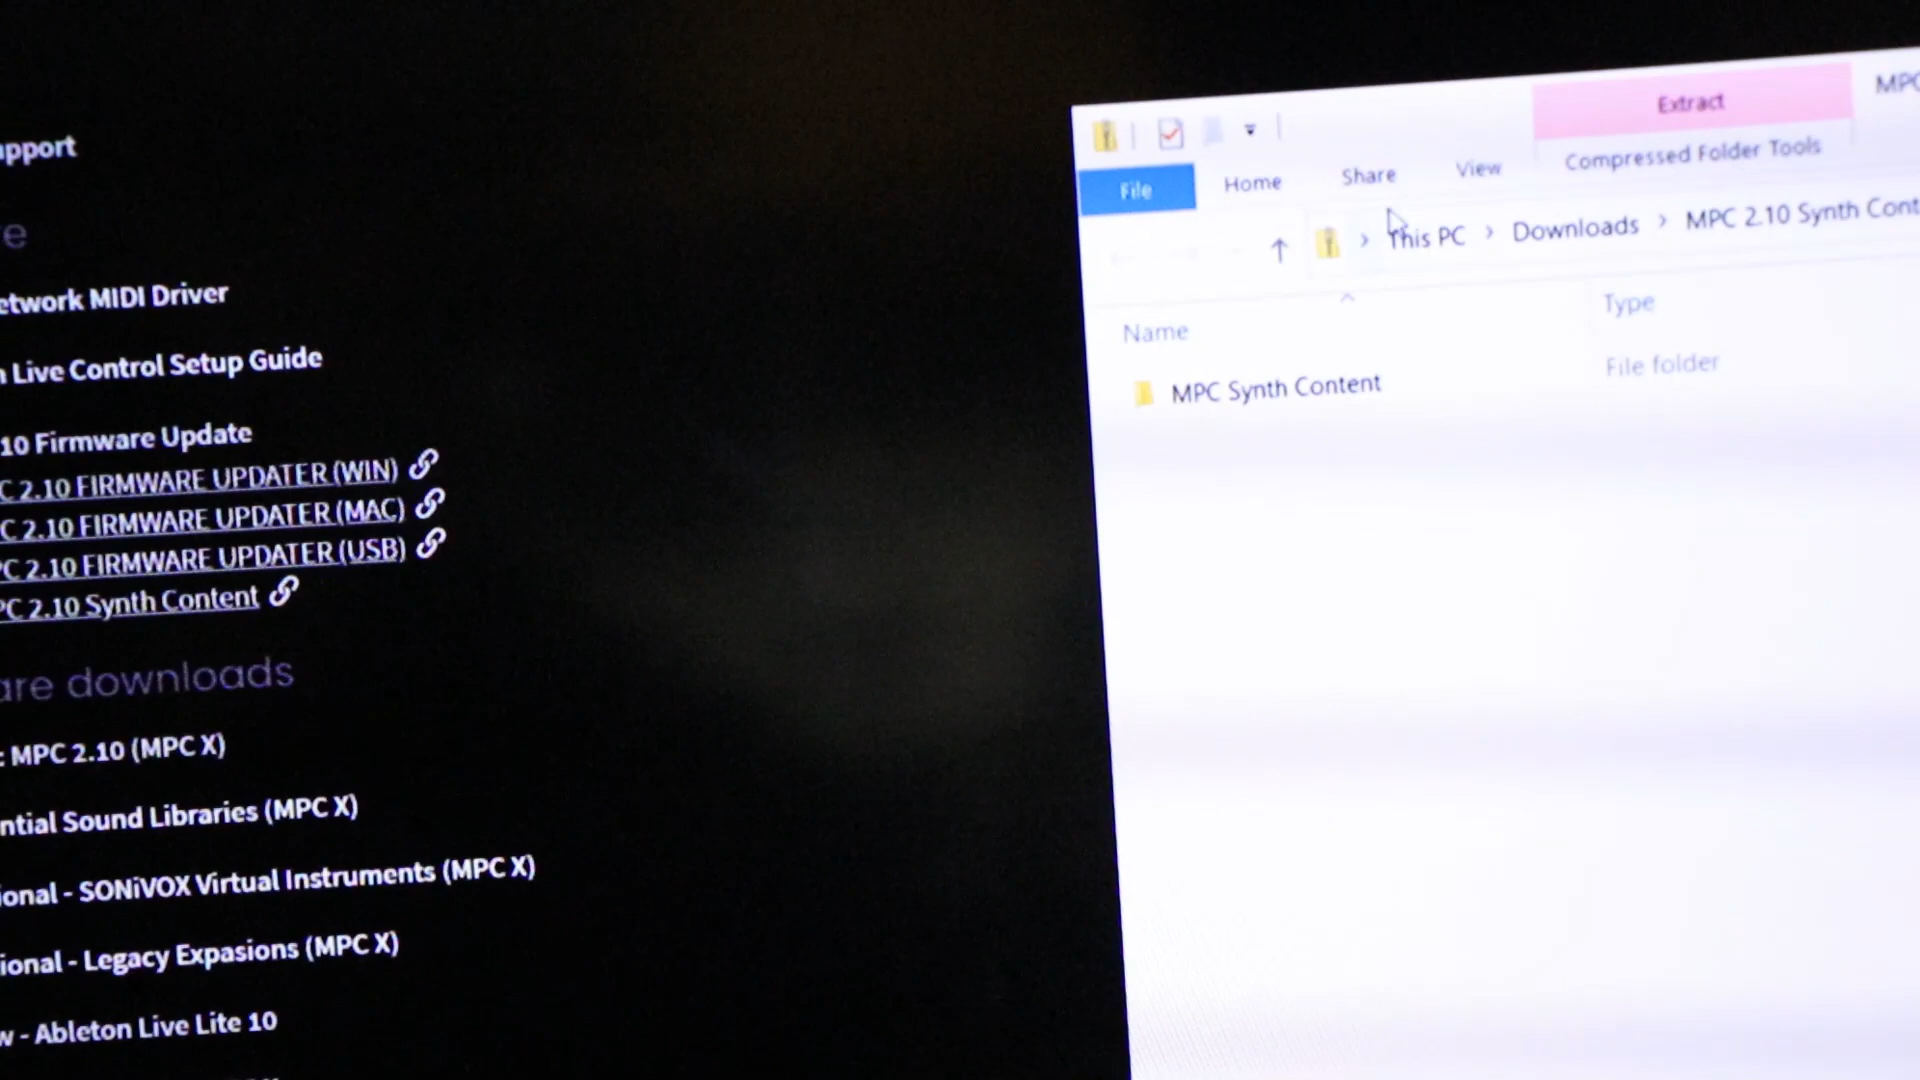 pport
e
etwork MIDI Driver
n Live Control Setup Guide
10 Firmware Update
C 2.10 FIRMWARE UPDATER (WIN)
C 2.10 FIRMWARE UPDATER (MAC)
PC 2.10 FIRMWARE UPDATER (USB)
PC 2.10 Synth Content
are downloads
: MPC 2.10 (MPC X)
ntial Sound Libraries (MPC X)
ional - SONiVOX Virtual Instruments (MPC X)
ional - Legacy Expasions (MPC X)
w - Ableton Live Lite 10
Extract
MPC
File
Home
Share
View
Compressed Folder Tools
This PC > Downloads > MPC 2.10 Synth Cont
Name
Type
MPC Synth Content
File folder